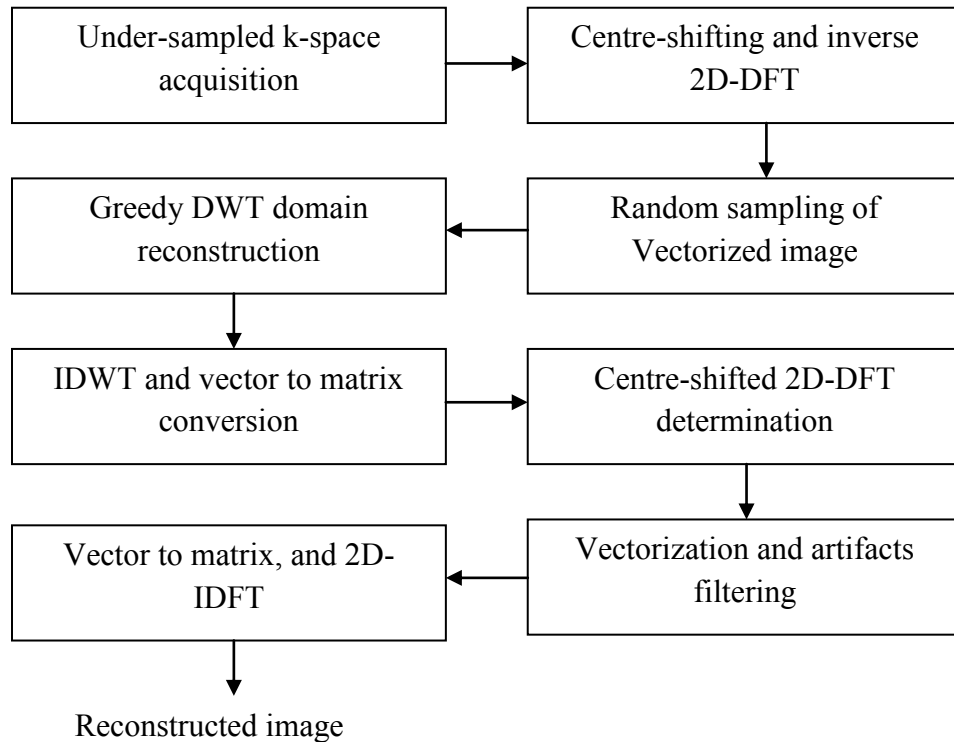 Under-sampled k-space
acquisition
Centre-shifting and inverse
2D-DFT
Random sampling of
Vectorized image
Greedy DWT domain
reconstruction
IDWT and vector to matrix
conversion
Centre-shifted 2D-DFT
determination
Vectorization and artifacts
filtering
Vector to matrix, and 2D-
IDFT
Reconstructed image